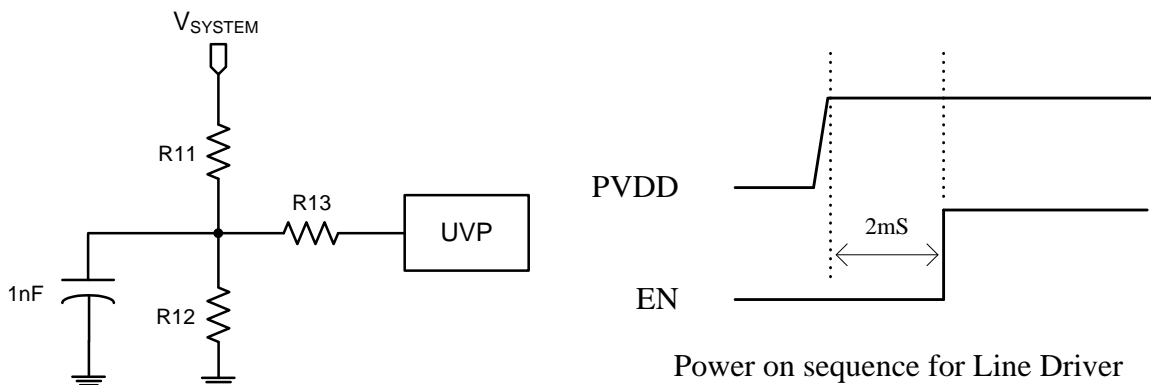 VSYSTEM
R11
R13
UVP
1nF
R12
PVDD
2mS
EN
Power on sequence for Line Driver